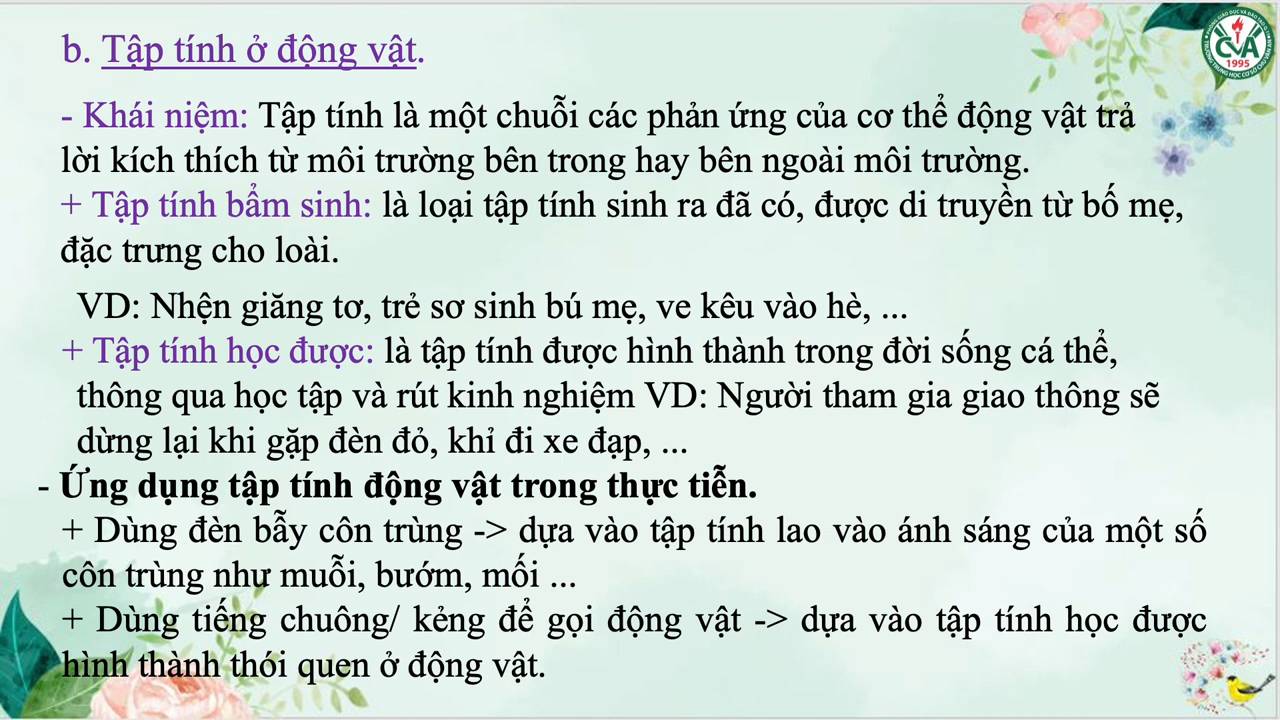 b. Tập tính ở động vật.
- Khái niệm: Tập tính là một chuỗi các phản ứng của cơ thể động vật trả
lời kích thích từ môi trường bên trong hay bên ngoài môi trường.
+ Tập tính bẩm sinh: là loại tập tính sinh ra đã có, được di truyền từ bố mẹ,
đặc trưng cho loài.
VD: Nhện giăng tơ, trẻ sơ sinh bú mẹ, ve kêu vào hè, ...
+ Tập tính học được: là tập tính được hình thành trong đời sống cá thể,
thông qua học tập và rút kinh nghiệm VD: Người tham gia giao thông sẽ
dừng lại khi gặp đèn đỏ, khỉ đi xe đạp, ...
- Ứng dụng tập tính động vật trong thực tiễn.
+ Dùng đèn bẫy côn trùng -> dựa vào tập tính lao vào ánh sáng của một số
côn trùng như muỗi, bướm, mối ...
+ Dùng tiếng chuông/ kẻng để gọi động vật -> dựa vào tập tính học được
hình thành thói quen ở động vật.
CVA
1995